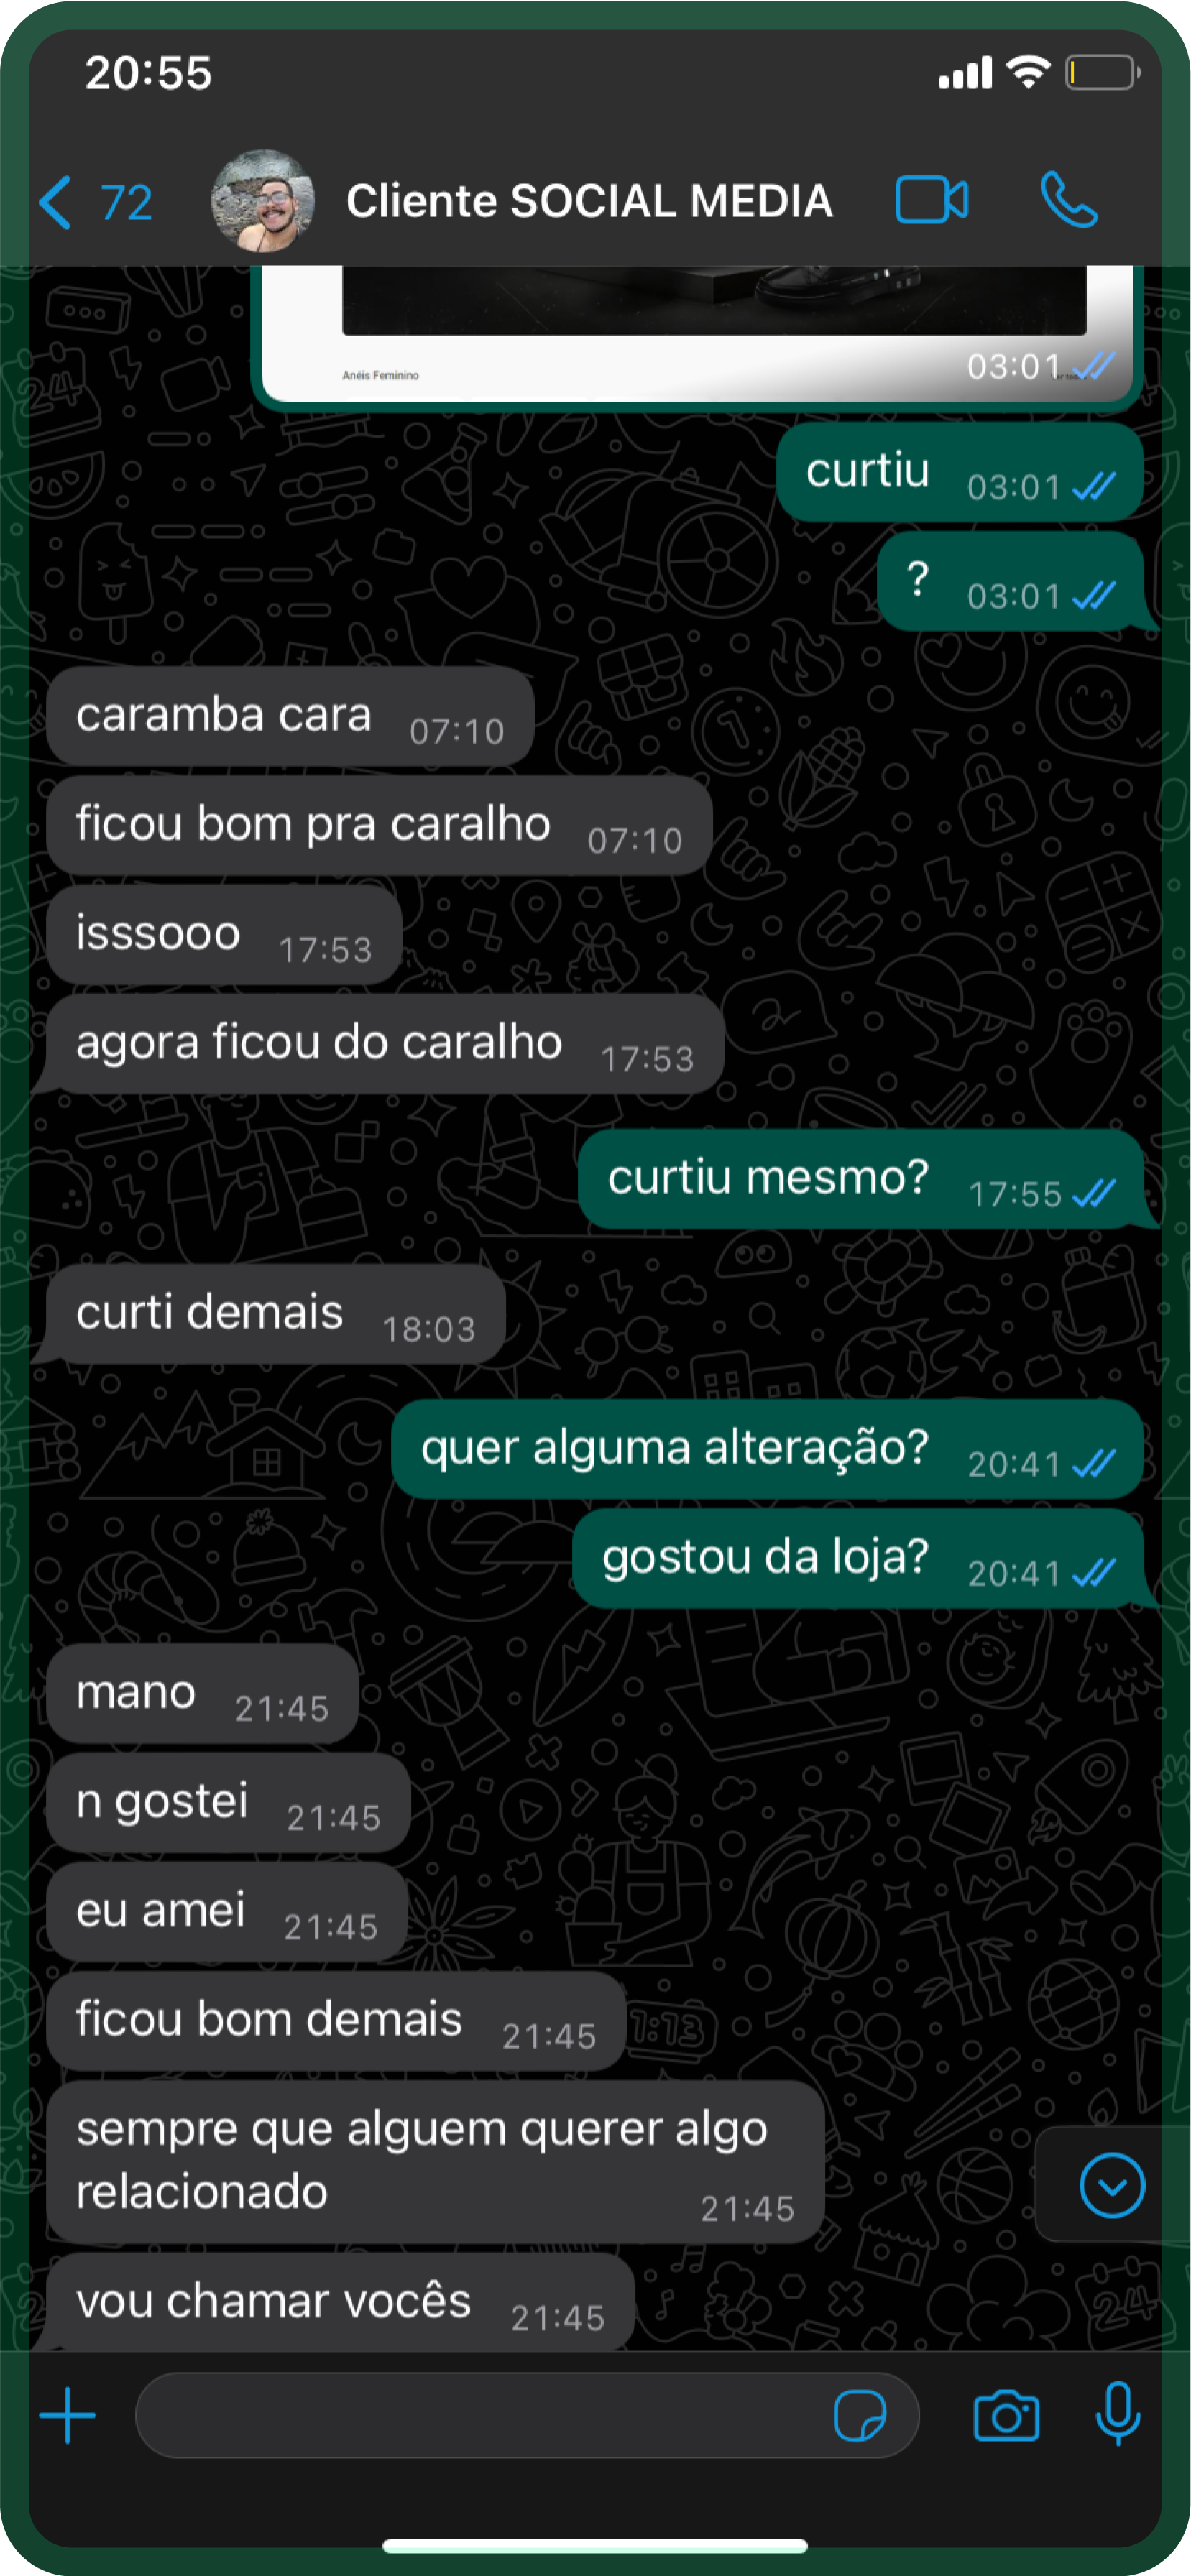 20:55
72
Cliente SOCIAL MEDIA
Anéis Feminino
03:01
curtiu 03:01
? 03:01
caramba cara 07:10
ficou bom pra caralho 07:10
isssooo 17:53
agora ficou do caralho 17:53
curtiu mesmo? 17:55
curti demais 18:03
quer alguma alteração? 20:41
gostou da loja? 20:41
mano 21:45
n gostei 21:45
eu amei 21:45
ficou bom demais 21:45
sempre que alguem querer algo
relacionado 21:45
vou chamar vocês 21:45